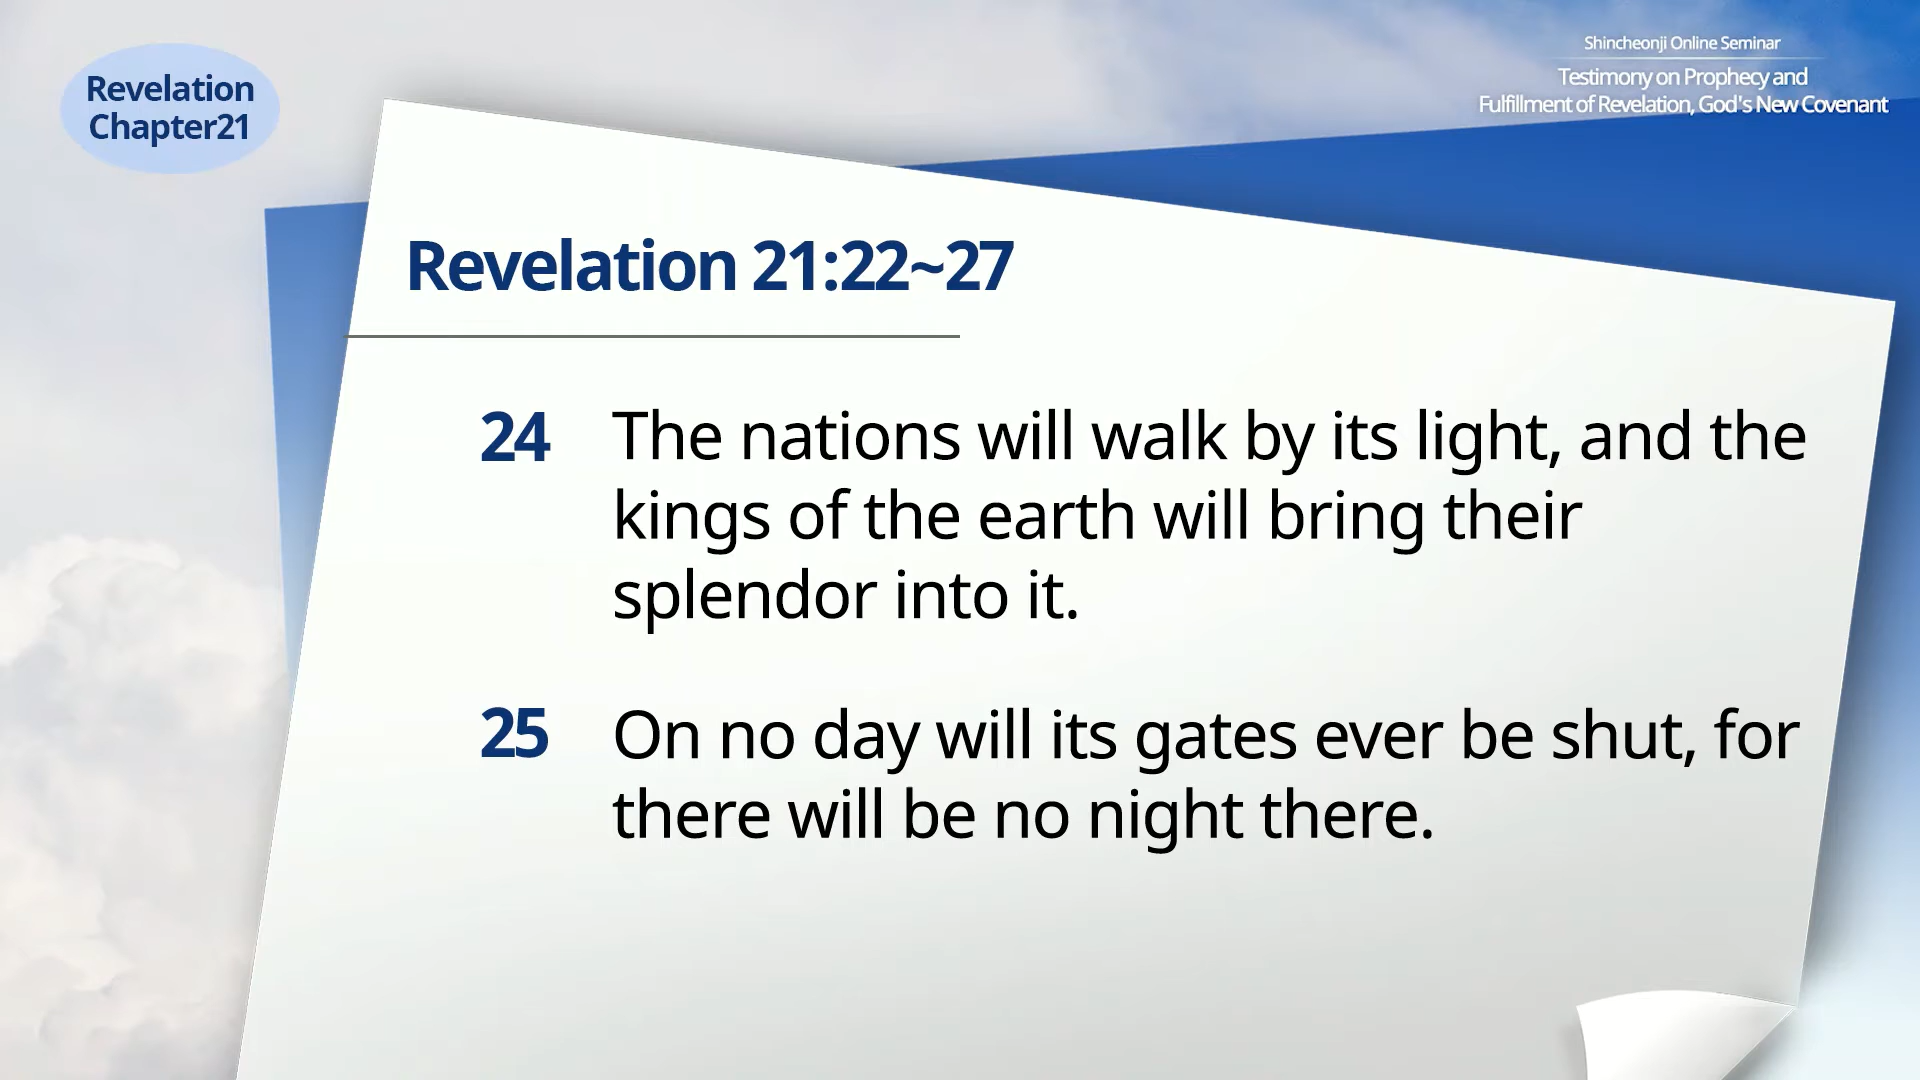 Revelation
Chapter21
Shincheonji Online Seminar
Testimony on Prophecy and
Fulfillment of Revelation, God's New Covenant
Revelation 21:22~27
24 The nations will walk by its light, and the
kings of the earth will bring their
splendor into it.
25 On no day will its gates ever be shut, for
there will be no night there.